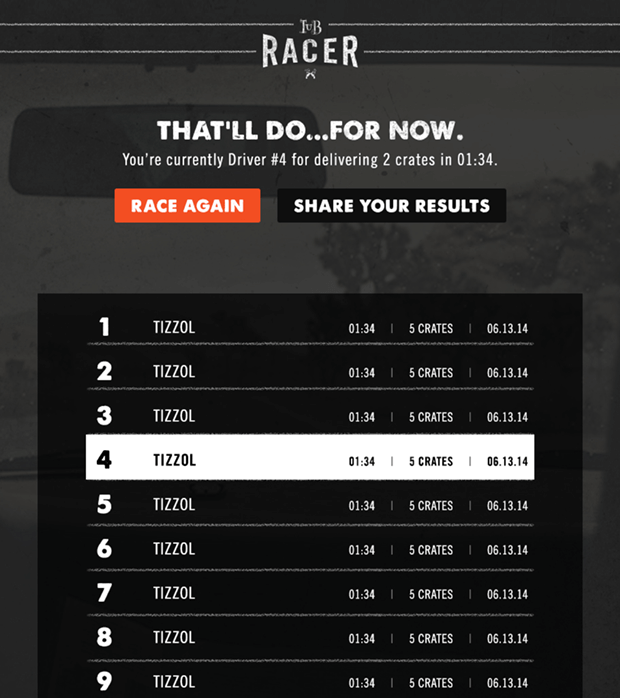 IvB
RACER
THAT'LL DO...FOR NOW.
You're currently Driver #4 for delivering 2 crates in 01:34.
RACE AGAIN SHARE YOUR RESULTS
1 TIZZOL 01:34 | 5 CRATES | 06.13.14
2 TIZZOL 01:34 | 5 CRATES | 06.13.14
3 TIZZOL 01:34 | 5 CRATES | 06.13.14
4 TIZZOL 01:34 | 5 CRATES | 06.13.14
5 TIZZOL 01:34 | 5 CRATES | 06.13.14
6 TIZZOL 01:34 | 5 CRATES | 06.13.14
7 TIZZOL 01:34 | 5 CRATES | 06.13.14
8 TIZZOL 01:34 | 5 CRATES | 06.13.14
9 TIZZOL 01:34 | 5 CRATES | 06.13.14